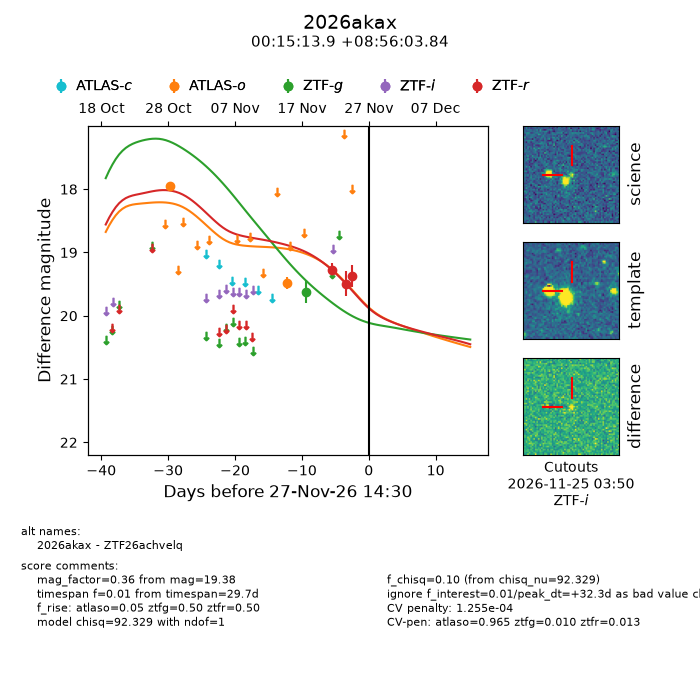 2026akax
00:15:13.9 +08:56:03.84
ATLAS-c
ATLAS-o
ZTF-g
ZTF-i
ZTF-r
18 Oct
28 Oct
07 Nov
17 Nov
27 Nov
07 Dec
18
19
20
21
22
Difference magnitude
−40
−30
−20
−10
0
10
Days before 27-Nov-26 14:30
science
template
difference
Cutouts
2026-11-25 03:50
ZTF-i
alt names:
2026akax - ZTF26achvelq
score comments:
mag_factor=0.36 from mag=19.38
timespan f=0.01 from timespan=29.7d
f_rise: atlaso=0.05 ztfg=0.50 ztfr=0.50
model chisq=92.329 with ndof=1
f_chisq=0.10 (from chisq_nu=92.329)
ignore f_interest=0.01/peak_dt=+32.3d as bad value
CV penalty: 1.255e-04
CV-pen: atlaso=0.965 ztfg=0.010 ztfr=0.013